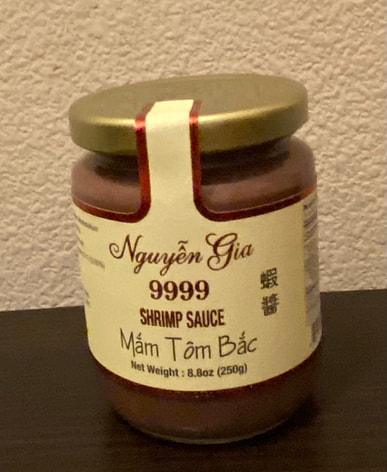 Nguyễn Gia
9999
SHRIMP SAUCE
Mắm Tôm Bắc
Net Weight : 8.8oz (250g)
蝦醬